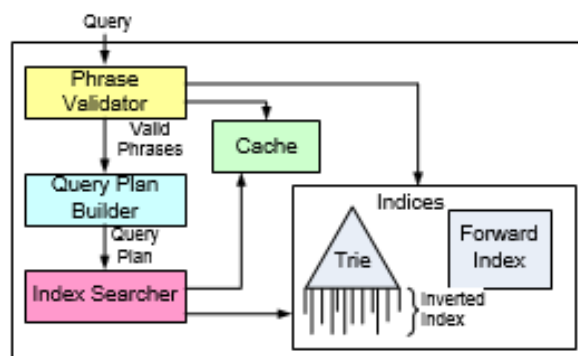 Query
Phrase
Validator
Valid
Phrases
Cache
Query Plan
Builder
Query
Plan
Index Searcher
Indices
Trie
Forward
Index
Inverted
Index